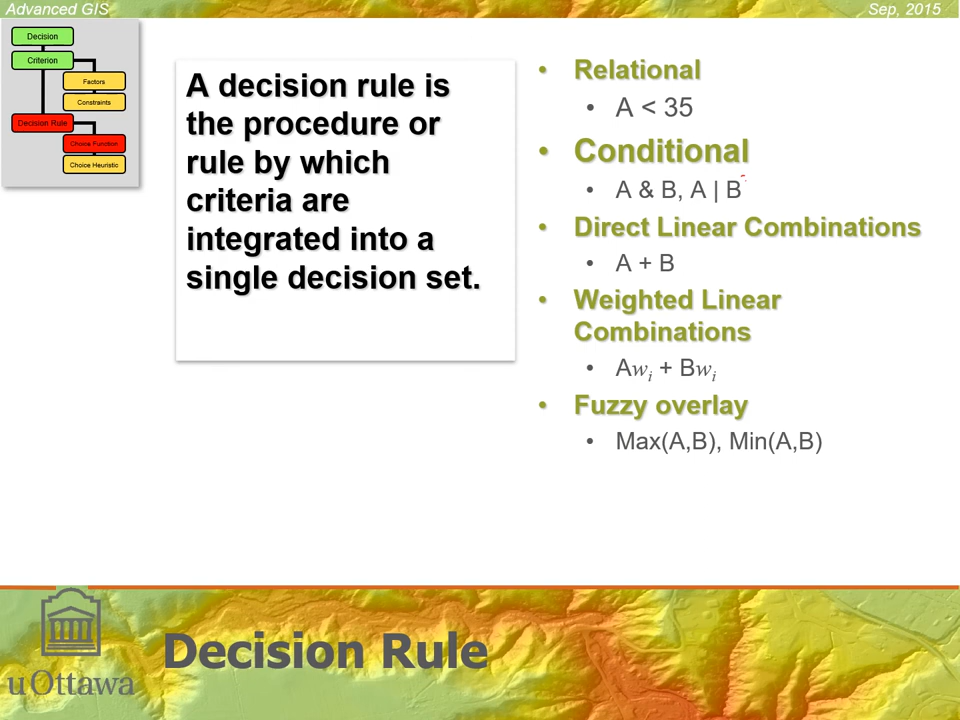 Advanced GIS
Sep, 2015
Decision
Criterion
Factors
Constraints
Decision Rule
Choice Function
Choice Heuristic
A decision rule is
the procedure or
rule by which
criteria are
integrated into a
single decision set.
• Relational
• A < 35
• Conditional
• A & B, A | B
• Direct Linear Combinations
• A + B
• Weighted Linear
Combinations
• Awᵢ + Bwᵢ
• Fuzzy overlay
• Max(A,B), Min(A,B)
uOttawa
Decision Rule